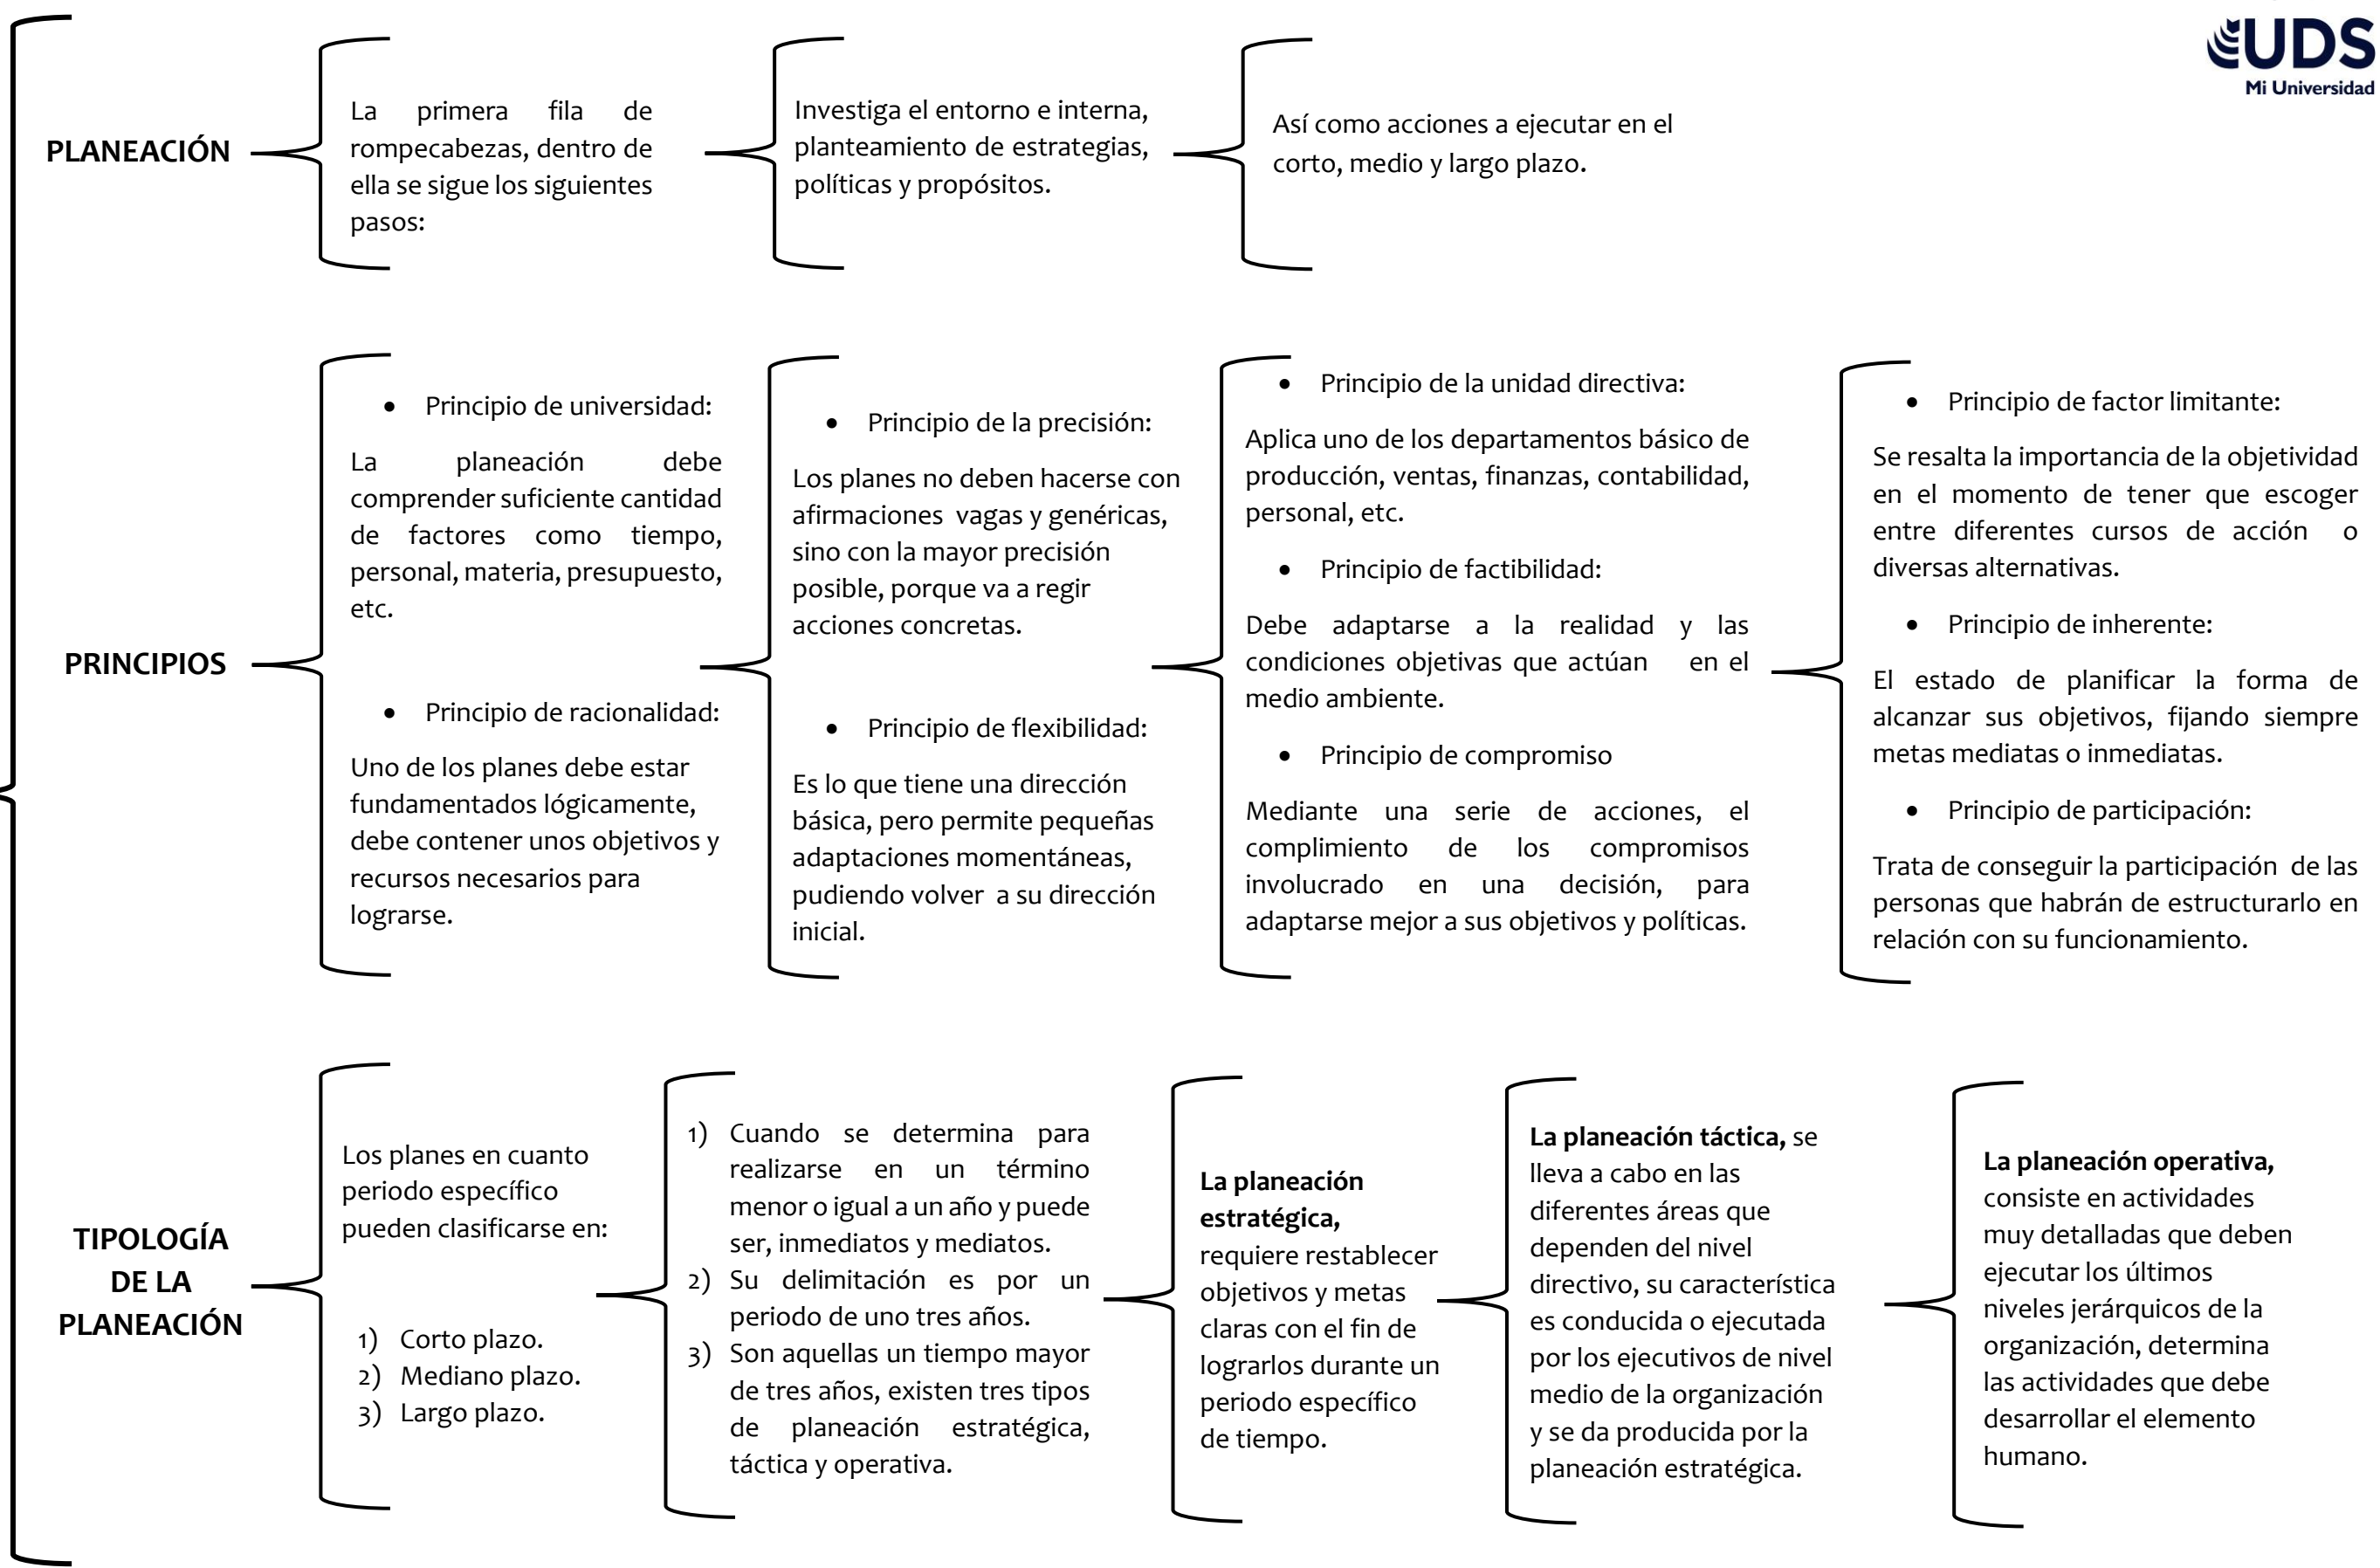 UDS
Mi Universidad
PLANEACIÓN
La primera fila de
rompecabezas, dentro de
ella se sigue los siguientes
pasos:
Investiga el entorno e interna,
planteamiento de estrategias,
políticas y propósitos.
Así como acciones a ejecutar en el
corto, medio y largo plazo.
PRINCIPIOS
• Principio de universidad:
La planeación debe
comprender suficiente cantidad
de factores como tiempo,
personal, materia, presupuesto,
etc.
• Principio de racionalidad:
Uno de los planes debe estar
fundamentados lógicamente,
debe contener unos objetivos y
recursos necesarios para
lograrse.
• Principio de la precisión:
Los planes no deben hacerse con
afirmaciones vagas y genéricas,
sino con la mayor precisión
posible, porque va a regir
acciones concretas.
• Principio de flexibilidad:
Es lo que tiene una dirección
básica, pero permite pequeñas
adaptaciones momentáneas,
pudiendo volver a su dirección
inicial.
• Principio de la unidad directiva:
Aplica uno de los departamentos básico de
producción, ventas, finanzas, contabilidad,
personal, etc.
• Principio de factibilidad:
Debe adaptarse a la realidad y las
condiciones objetivas que actúan en el
medio ambiente.
• Principio de compromiso
Mediante una serie de acciones, el
complimiento de los compromisos
involucrado en una decisión, para
adaptarse mejor a sus objetivos y políticas.
• Principio de factor limitante:
Se resalta la importancia de la objetividad
en el momento de tener que escoger
entre diferentes cursos de acción o
diversas alternativas.
• Principio de inherente:
El estado de planificar la forma de
alcanzar sus objetivos, fijando siempre
metas mediatas o inmediatas.
• Principio de participación:
Trata de conseguir la participación de las
personas que habrán de estructurarlo en
relación con su funcionamiento.
TIPOLOGÍA
DE LA
PLANEACIÓN
Los planes en cuanto
periodo específico
pueden clasificarse en:
1) Corto plazo.
2) Mediano plazo.
3) Largo plazo.
1) Cuando se determina para
realizarse en un término
menor o igual a un año y puede
ser, inmediatos y mediatos.
2) Su delimitación es por un
periodo de uno tres años.
3) Son aquellas un tiempo mayor
de tres años, existen tres tipos
de planeación estratégica,
táctica y operativa.
La planeación
estratégica,
requiere restablecer
objetivos y metas
claras con el fin de
lograrlos durante un
periodo específico
de tiempo.
La planeación táctica, se
lleva a cabo en las
diferentes áreas que
dependen del nivel
directivo, su característica
es conducida o ejecutada
por los ejecutivos de nivel
medio de la organización
y se da producida por la
planeación estratégica.
La planeación operativa,
consiste en actividades
muy detalladas que deben
ejecutar los últimos
niveles jerárquicos de la
organización, determina
las actividades que debe
desarrollar el elemento
humano.